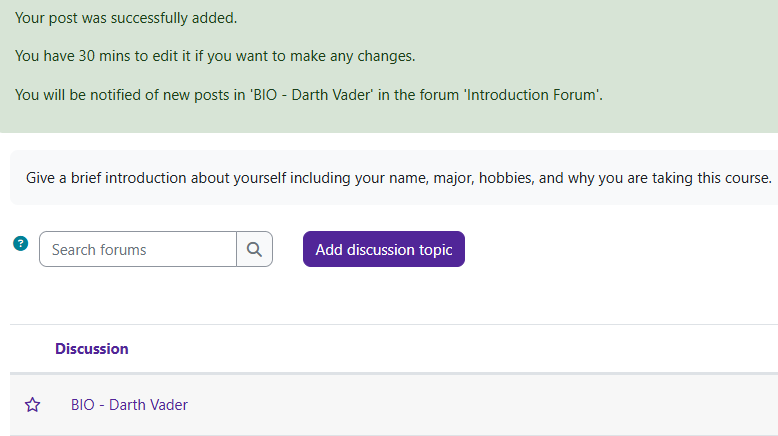 Your post was successfully added.
You have 30 mins to edit it if you want to make any changes.
You will be notified of new posts in 'BIO - Darth Vader' in the forum 'Introduction Forum'.
Give a brief introduction about yourself including your name, major, hobbies, and why you are taking this course.
?
Search forums
Add discussion topic
Discussion
BIO - Darth Vader